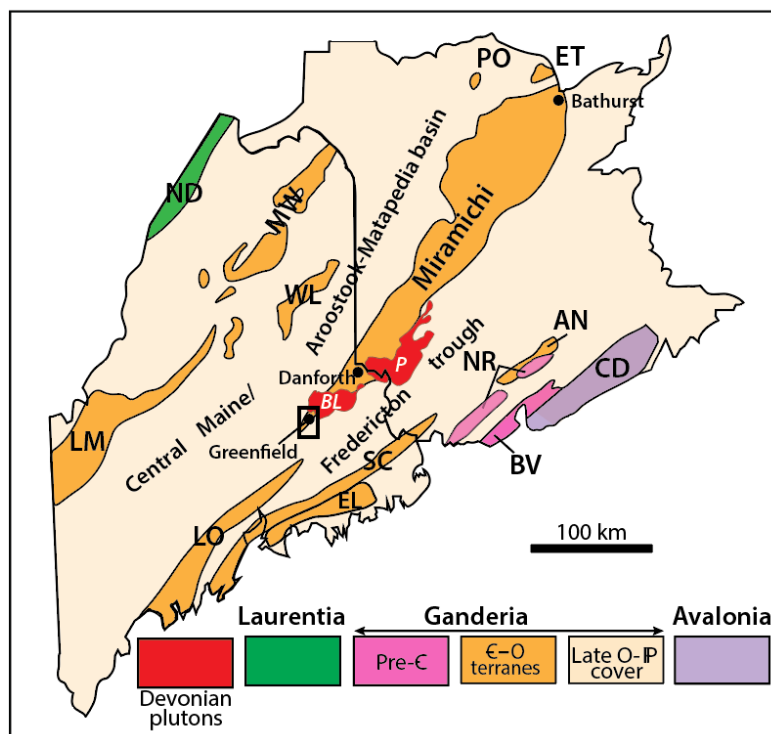 PO
ET
Bathurst
ND
MW
Aroostook-Matapedia basin
Miramichi
WL
AN
trough
NR
CD
P
Danforth
BL
Central Maine/
Greenfield
Fredericton
LM
SC
BV
EL
LO
100 km
Laurentia
Ganderia
Avalonia
Pre-Є
Є–O
terranes
Late O-IP
cover
Devonian
plutons